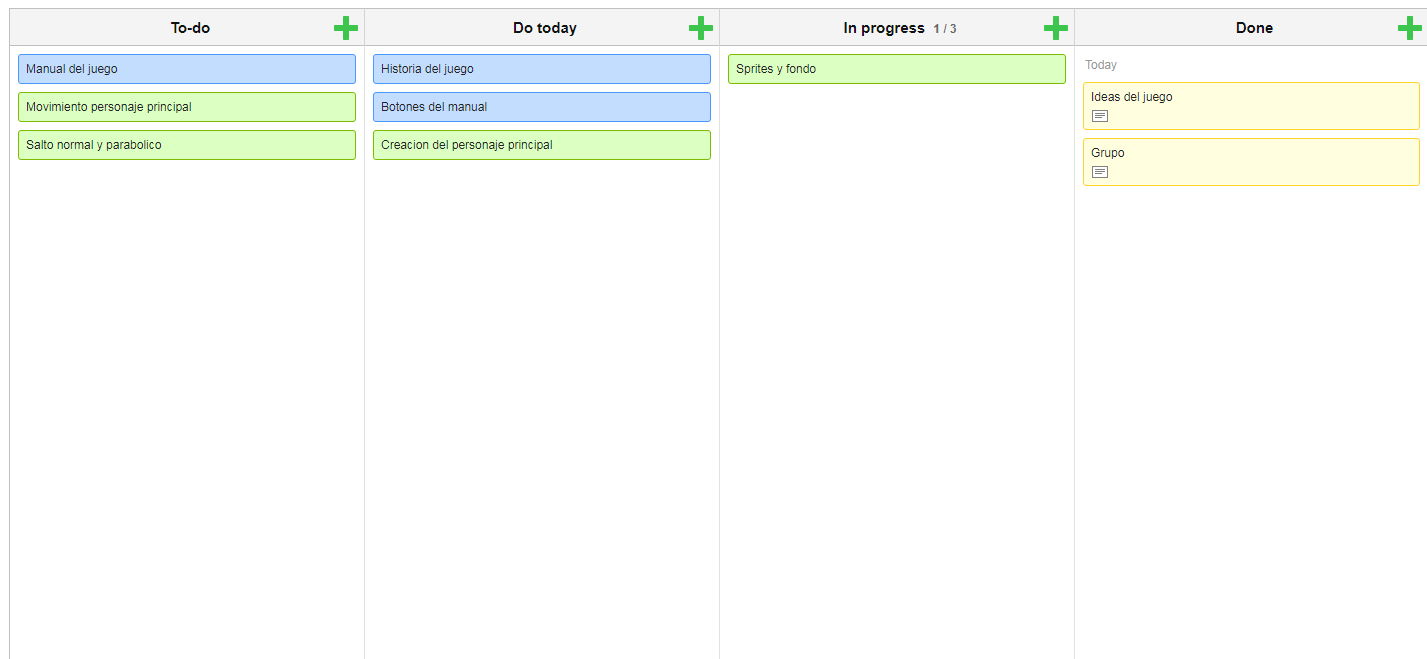 To-do
Manual del juego
Movimiento personaje principal
Salto normal y parabolico
Do today
Historia del juego
Botones del manual
Creacion del personaje principal
In progress 1 / 3
Sprites y fondo
Done
Today
Ideas del juego
Grupo